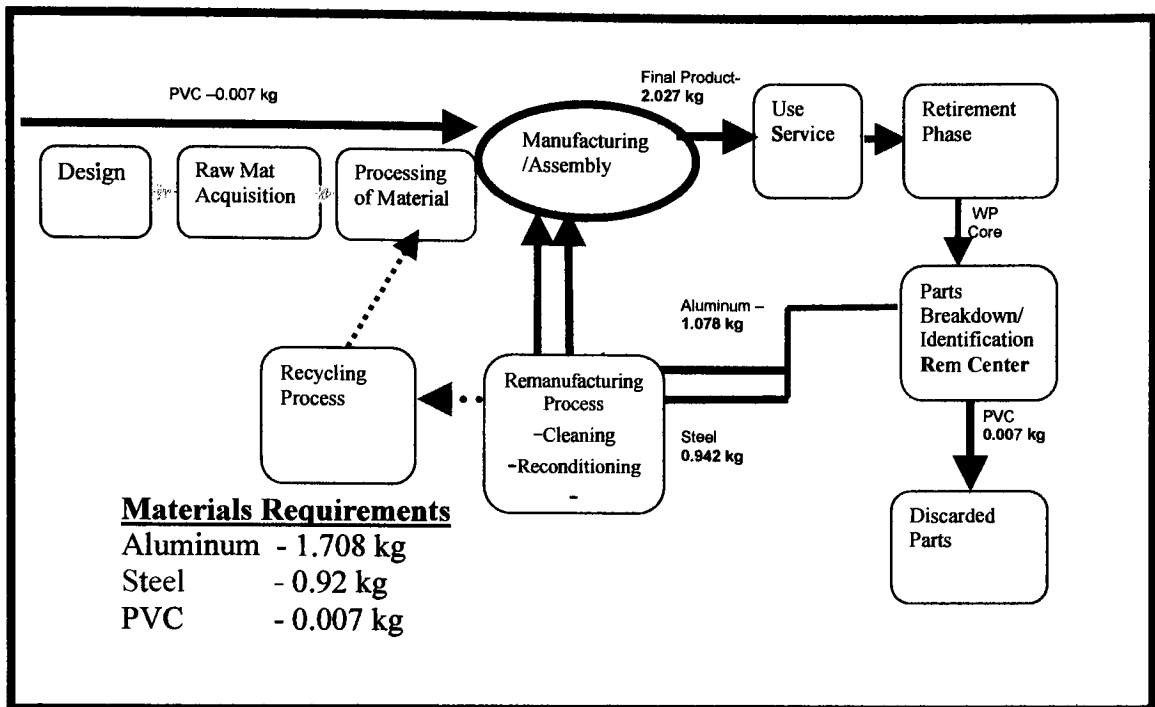 PVC –0.007 kg
Final Product-
2.027 kg
Design
Raw Mat
Acquisition
Processing
of Material
Manufacturing
/Assembly
Use
Service
Retirement
Phase
WP
Core
Parts
Breakdown/
Identification
Rem Center
Aluminum –
1.078 kg
Steel
0.942 kg
PVC
0.007 kg
Discarded
Parts
Remanufacturing
Process
-Cleaning
-Reconditioning
-
Recycling
Process
Materials Requirements
Aluminum - 1.708 kg
Steel - 0.92 kg
PVC - 0.007 kg